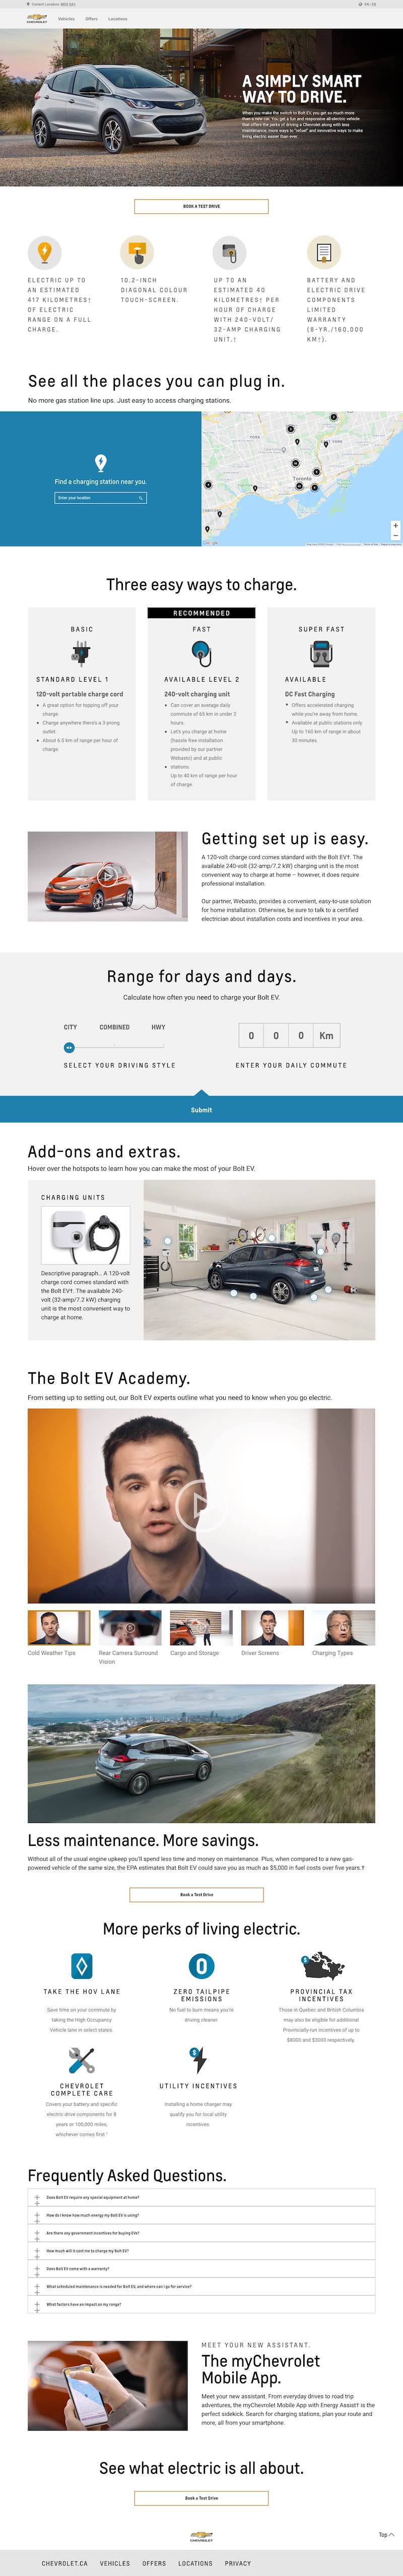 Current Location: M5V 0A1
EN • FR
CHEVROLET
Vehicles
Offers
Locations
A SIMPLY SMART
WAY TO DRIVE.
When you make the switch to Bolt EV, you get so much more
than a new car. You get a fun and responsive all-electric vehicle
that offers the perks of driving a Chevrolet along with less
maintenance, more ways to "refuel" and innovative ways to make
living electric easier than ever.
BOOK A TEST DRIVE
ELECTRIC UP TO
AN ESTIMATED
417 KILOMETRES†
OF ELECTRIC
RANGE ON A FULL
CHARGE.
10.2-INCH
DIAGONAL COLOUR
TOUCH-SCREEN.
UP TO AN
ESTIMATED 40
KILOMETRES† PER
HOUR OF CHARGE
WITH 240-VOLT/
32-AMP CHARGING
UNIT.†
BATTERY AND
ELECTRIC DRIVE
COMPONENTS
LIMITED
WARRANTY
(8-YR./160,000
KM†).
See all the places you can plug in.
No more gas station line ups. Just easy to access charging stations.
Find a charging station near you.
Enter your location
Toronto
Three easy ways to charge.
BASIC
STANDARD LEVEL 1
120-volt portable charge cord
• A great option for topping off your
charge.
• Charge anywhere there's a 3-prong
outlet.
• About 6.5 km of range per hour of
charge.
RECOMMENDED
FAST
AVAILABLE LEVEL 2
240-volt charging unit
• Can cover an average daily
commute of 65 km in under 2
hours.
• Let's you charge at home
(hassle free installation
provided by our partner
Webasto) and at public
• stations
Up to 40 km of range per hour
of charge
SUPER FAST
AVAILABLE
DC Fast Charging
• Offers accelerated charging
while you're away from home.
• Available at public stations only
Up to 160 km of range in about
30 minutes
Getting set up is easy.
A 120-volt charge cord comes standard with the Bolt EV†. The
available 240-volt (32-amp/7.2 kW) charging unit is the most
convenient way to charge at home – however, it does require
professional installation.
Our partner, Webasto, provides a convenient, easy-to-use solution
for home installation. Otherwise, be sure to talk to a certified
electrician about installation costs and incentives in your area.
Range for days and days.
Calculate how often you need to charge your Bolt EV.
CITY
COMBINED
HWY
SELECT YOUR DRIVING STYLE
0 0 0 Km
ENTER YOUR DAILY COMMUTE
Submit
Add-ons and extras.
Hover over the hotspots to learn how you can make the most of your Bolt EV.
CHARGING UNITS
Descriptive paragraph... A 120-volt
charge cord comes standard with
the Bolt EV†. The available 240-
volt (32-amp/7.2 kW) charging
unit is the most convenient way to
charge at home.
The Bolt EV Academy.
From setting up to setting out, our Bolt EV experts outline what you need to know when you go electric.
Cold Weather Tips
Rear Camera Surround
Vision
Cargo and Storage
Driver Screens
Charging Types
Less maintenance. More savings.
Without all of the usual engine upkeep you'll spend less time and money on maintenance. Plus, when compared to a new gas-
powered vehicle of the same size, the EPA estimates that Bolt EV could save you as much as $5,000 in fuel costs over five years.†
Book a Test Drive
More perks of living electric.
TAKE THE HOV LANE
Save time on your commute by
taking the High Occupancy
Vehicle lane in select states.
0
ZERO TAILPIPE
EMISSIONS
No fuel to burn means you're
driving cleaner
$
PROVINCIAL TAX
INCENTIVES
Those in Quebec and British Columbia
may also be eligible for additional
Provincially-run incentives of up to
$8000 and $3000 respectively.
CHEVROLET
COMPLETE CARE
Covers your battery and specific
electric drive components for 8
years or 100,000 miles,
whichever comes first.†
$
UTILITY INCENTIVES
Installing a home charger may
qualify you for local utility
incentives.
Frequently Asked Questions.
Does Bolt EV require any special equipment at home?
How do I know how much energy my Bolt EV is using?
Are there any government incentives for buying EVs?
How much will it cost me to charge my Bolt EV?
Does Bolt EV come with a warranty?
What scheduled maintenance is needed for Bolt EV, and where can I go for service?
What factors have an impact on my range?
MEET YOUR NEW ASSISTANT.
The myChevrolet
Mobile App.
Meet your new assistant. From everyday drives to road trip
adventures, the myChevrolet Mobile App with Energy Assist† is the
perfect sidekick. Search for charging stations, plan your route and
more, all from your smartphone.
See what electric is all about.
Book a Test Drive
CHEVROLET
Top
CHEVROLET.CA
VEHICLES
OFFERS
LOCATIONS
PRIVACY